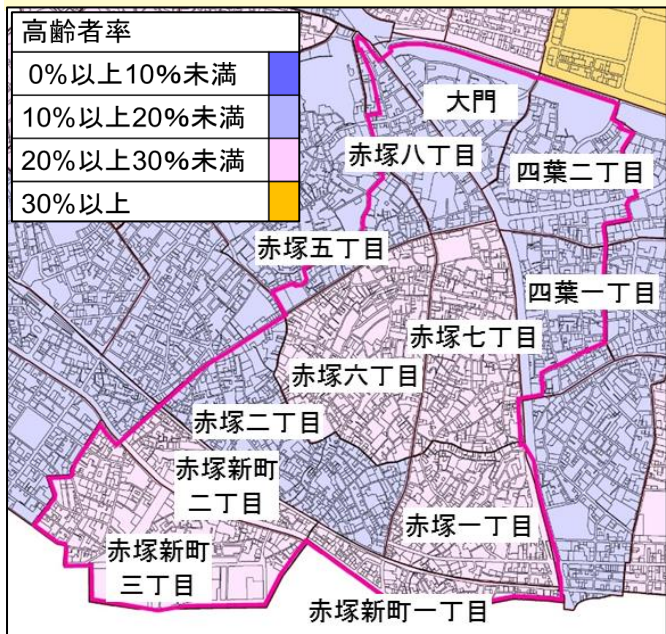 高齢者率
0%以上10%未満
10%以上20%未満
20%以上30%未満
30%以上
大門
赤塚八丁目
四葉二丁目
赤塚五丁目
四葉一丁目
赤塚七丁目
赤塚六丁目
赤塚二丁目
赤塚新町
二丁目
赤塚一丁目
赤塚新町
三丁目
赤塚新町一丁目